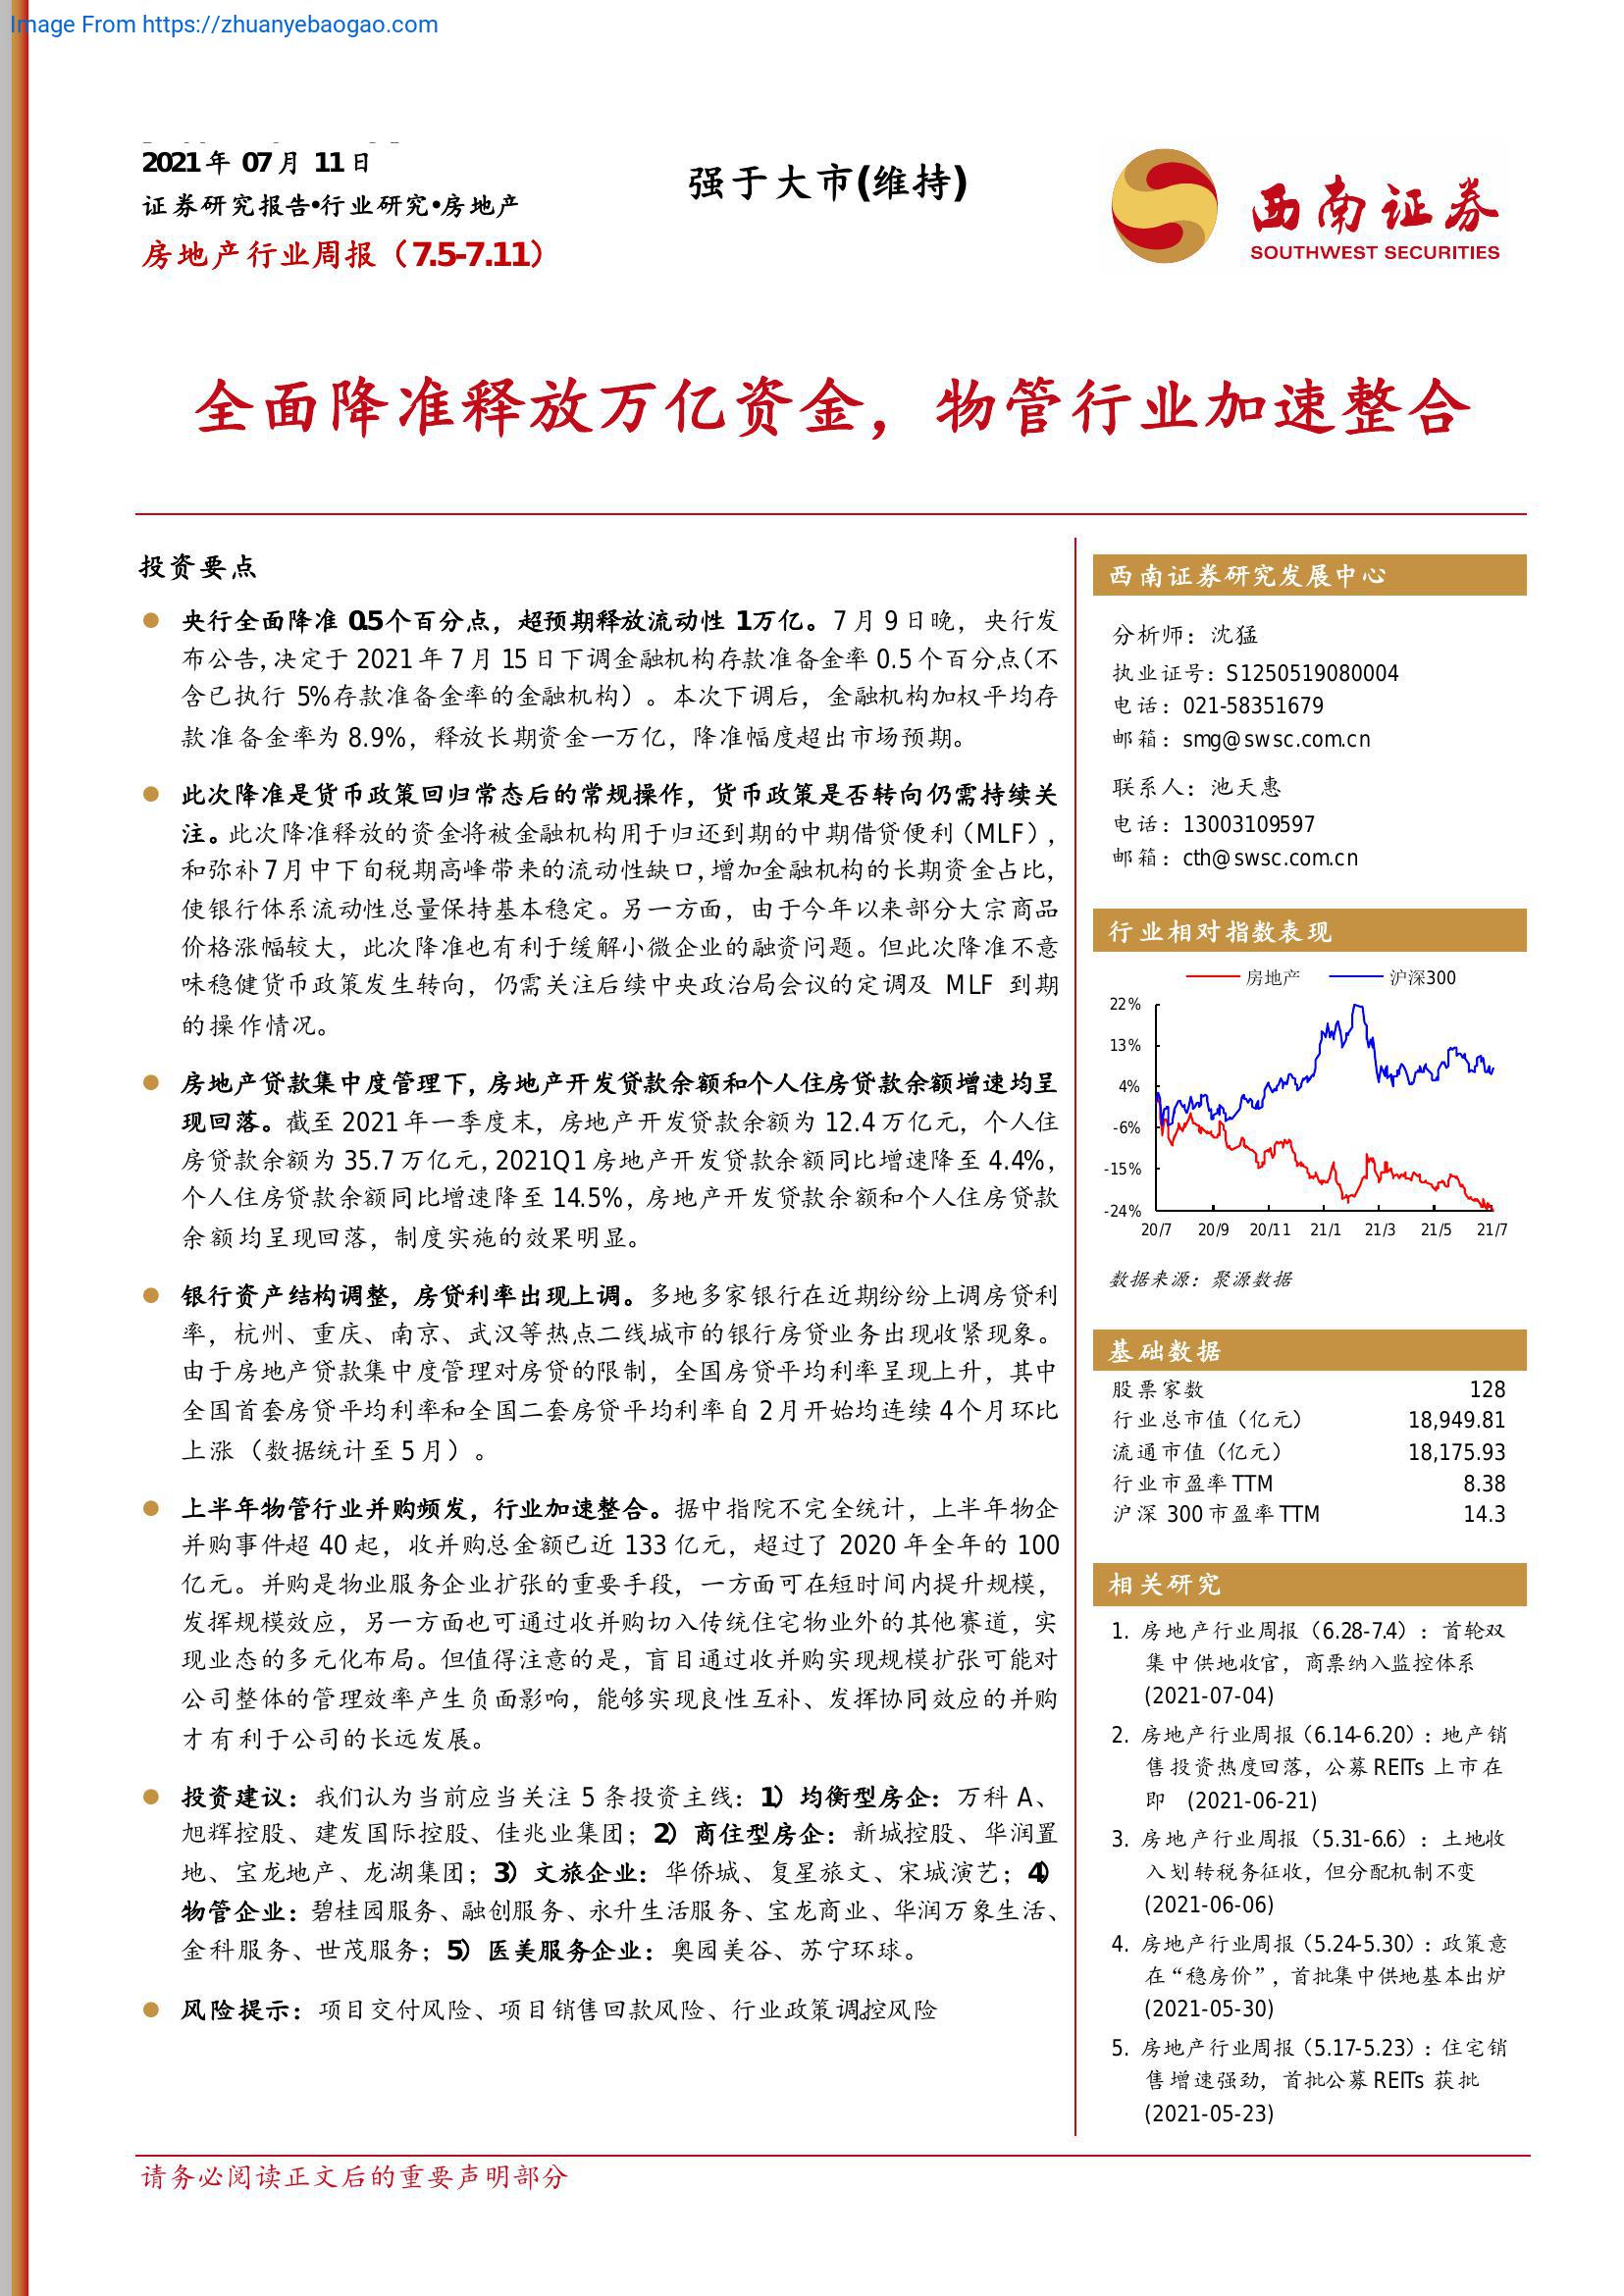 Image From https://zhuanyebaogao.com
2021年 07月 11日
证券研究报告•行业研究•房地产
房地产行业周报（7.5-7.11）
强于大市(维持)
西南证券
SOUTHWEST SECURITIES
全面降准释放万亿资金，物管行业加速整合
投资要点
央行全面降准 0.5个百分点，超预期释放流动性 1万亿。7月9日晚，央行发
布公告,决定于 2021年7月15日下调金融机构存款准备金率 0.5个百分点（不
含已执行 5%存款准备金率的金融机构）。本次下调后，金融机构加权平均存
款准备金率为 8.9%，释放长期资金一万亿，降准幅度超出市场预期。
此次降准是货币政策回归常态后的常规操作，货币政策是否转向仍需持续关
注。此次降准释放的资金将被金融机构用于归还到期的中期借贷便利（MLF），
和弥补7月中下旬税期高峰带来的流动性缺口,增加金融机构的长期资金占比，
使银行体系流动性总量保持基本稳定。另一方面，由于今年以来部分大宗商品
价格涨幅较大，此次降准也有利于缓解小微企业的融资问题。但此次降准不意
味稳健货币政策发生转向，仍需关注后续中央政治局会议的定调及 MLF 到期
的操作情况。
房地产贷款集中度管理下，房地产开发贷款余额和个人住房贷款余额增速均呈
现回落。截至 2021年一季度末，房地产开发贷款余额为 12.4万亿元，个人住
房贷款余额为 35.7万亿元，2021Q1房地产开发贷款余额同比增速降至 4.4%，
个人住房贷款余额同比增速降至 14.5%，房地产开发贷款余额和个人住房贷款
余额均呈现回落，制度实施的效果明显。
银行资产结构调整，房贷利率出现上调。多地多家银行在近期纷纷上调房贷利
率，杭州、重庆、南京、武汉等热点二线城市的银行房贷业务出现收紧现象。
由于房地产贷款集中度管理对房贷的限制，全国房贷平均利率呈现上升，其中
全国首套房贷平均利率和全国二套房贷平均利率自 2月开始均连续 4个月环比
上涨（数据统计至5月）。
上半年物管行业并购频发，行业加速整合。据中指院不完全统计，上半年物企
并购事件超 40 起，收并购总金额已近 133 亿元，超过了 2020 年全年的 100
亿元。并购是物业服务企业扩张的重要手段，一方面可在短时间内提升规模，
发挥规模效应，另一方面也可通过收并购切入传统住宅物业外的其他赛道，实
现业态的多元化布局。但值得注意的是，盲目通过收并购实现规模扩张可能对
公司整体的管理效率产生负面影响，能够实现良性互补、发挥协同效应的并购
才有利于公司的长远发展。
投资建议：我们认为当前应当关注 5 条投资主线：1）均衡型房企：万科 A、
旭辉控股、建发国际控股、佳兆业集团；2）商住型房企：新城控股、华润置
地、宝龙地产、龙湖集团；3）文旅企业：华侨城、复星旅文、宋城演艺；4）
物管企业：碧桂园服务、融创服务、永升生活服务、宝龙商业、华润万象生活、
金科服务、世茂服务；5）医美服务企业：奥园美谷、苏宁环球。
风险提示：项目交付风险、项目销售回款风险、行业政策调控风险。
西南证券研究发展中心
分析师：沈猛
执业证号：S1250519080004
电话：021-58351679
邮箱：smg@swsc.com.cn
联系人：池天惠
电话：13003109597
邮箱：cth@swsc.com.cn
行业相对指数表现
房地产 沪深300
22%
13%
4%
-6%
-15%
-24%
20/7 20/9 20/11 21/1 21/3 21/5 21/7
数据来源：聚源数据
基础数据
股票家数 128
行业总市值（亿元） 18,949.81
流通市值（亿元） 18,175.93
行业市盈率TTM 8.38
沪深 300市盈率TTM 14.3
相关研究
1. 房地产行业周报（6.28-7.4）：首轮双
集中供地收官，商票纳入监控体系
(2021-07-04)
2. 房地产行业周报（6.14-6.20）：地产销
售投资热度回落，公募REITs 上市在
即 (2021-06-21)
3. 房地产行业周报（5.31-6.6）：土地收
入划转税务征收，但分配机制不变
(2021-06-06)
4. 房地产行业周报（5.24-5.30）：政策意
在“稳房价”，首批集中供地基本出炉
(2021-05-30)
5. 房地产行业周报（5.17-5.23）：住宅销
售增速强劲，首批公募REITs 获批
(2021-05-23)
请务必阅读正文后的重要声明部分